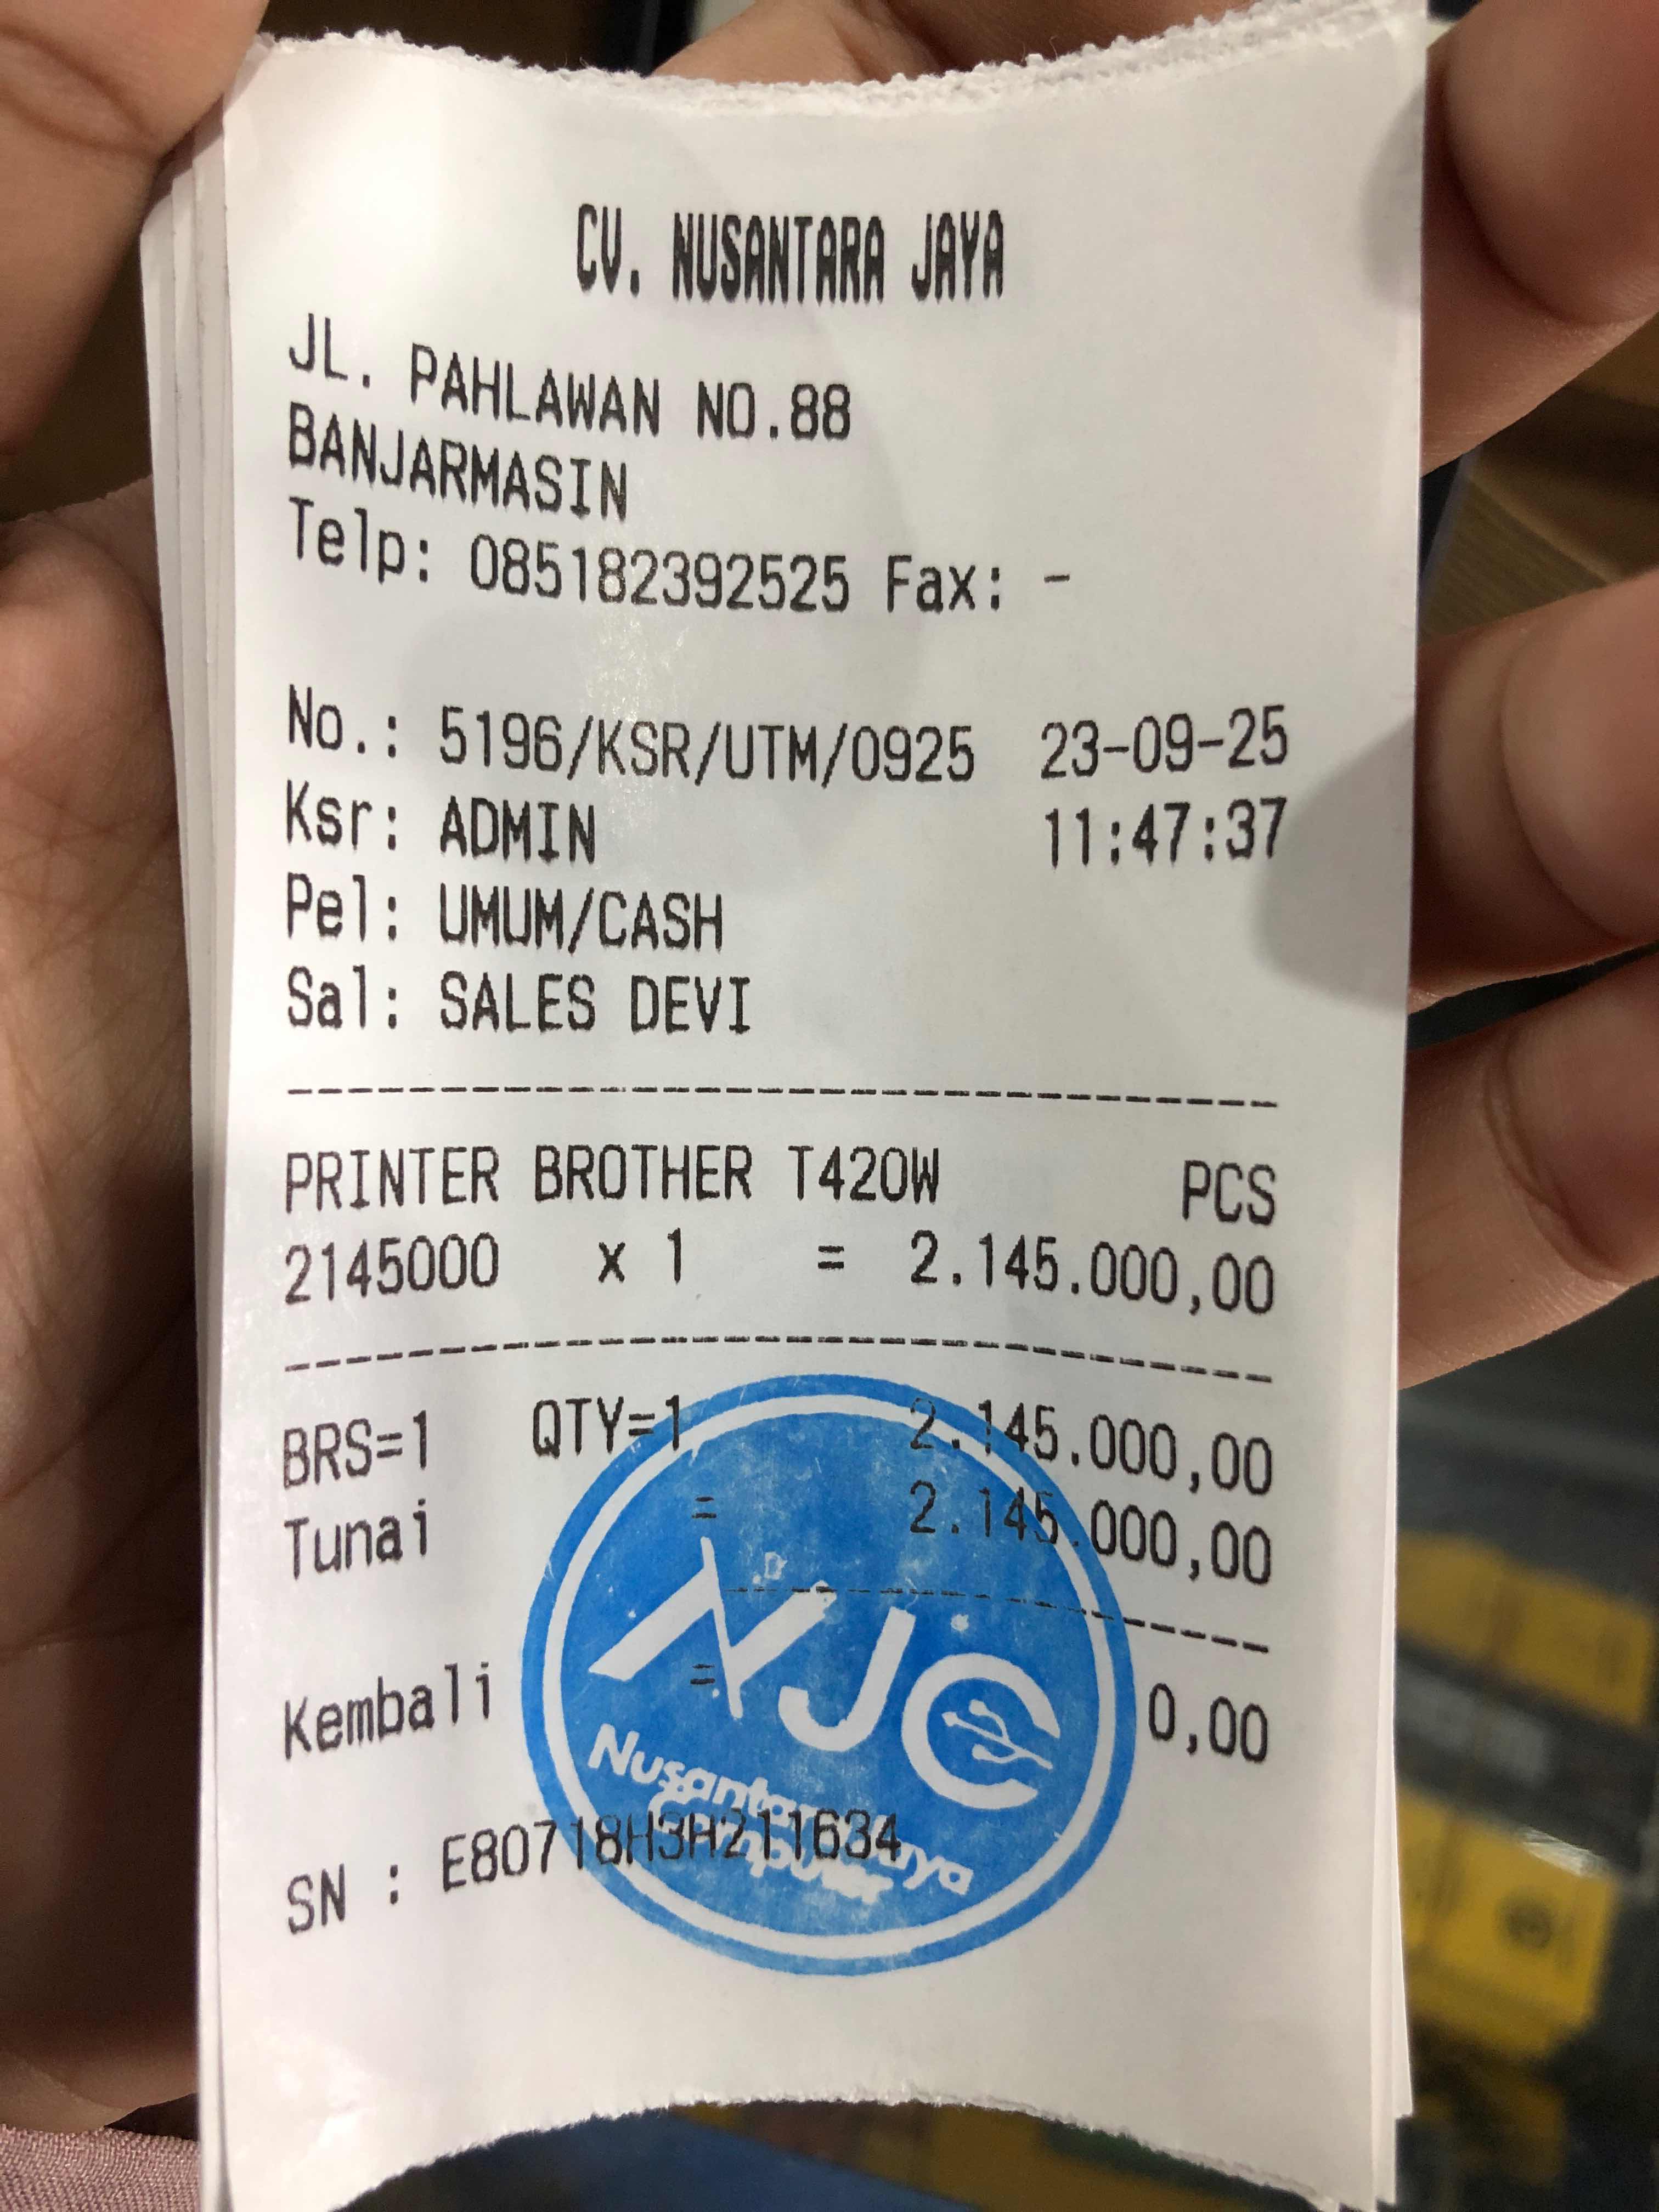 CV. NUSANTARA JAYA
JL. PAHLAWAN NO.88
BANJARMASIN
Telp: 085182392525 Fax: -
No.: 5196/KSR/UTM/0925 23-09-25
Ksr: ADMIN 11:47:37
Pel: UMUM/CASH
Sal: SALES DEVI
PRINTER BROTHER T420W PCS
2145000 x 1 = 2.145.000,00
BRS=1 QTY=1 2.145.000,00
Tunai = 2.145.000,00
Kembali = 0,00
NJC
Nusantara Jaya
Computer
SN : E80718H3H211634